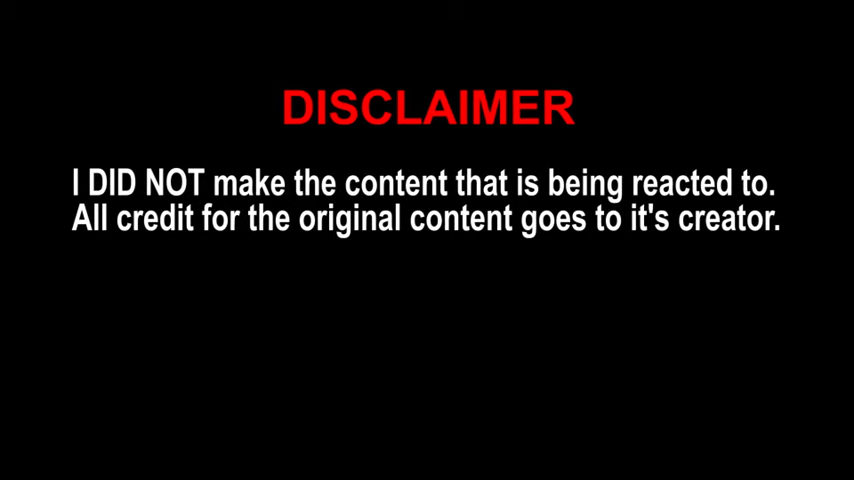 DISCLAIMER
I DID NOT make the content that is being reacted to.
All credit for the original content goes to it's creator.